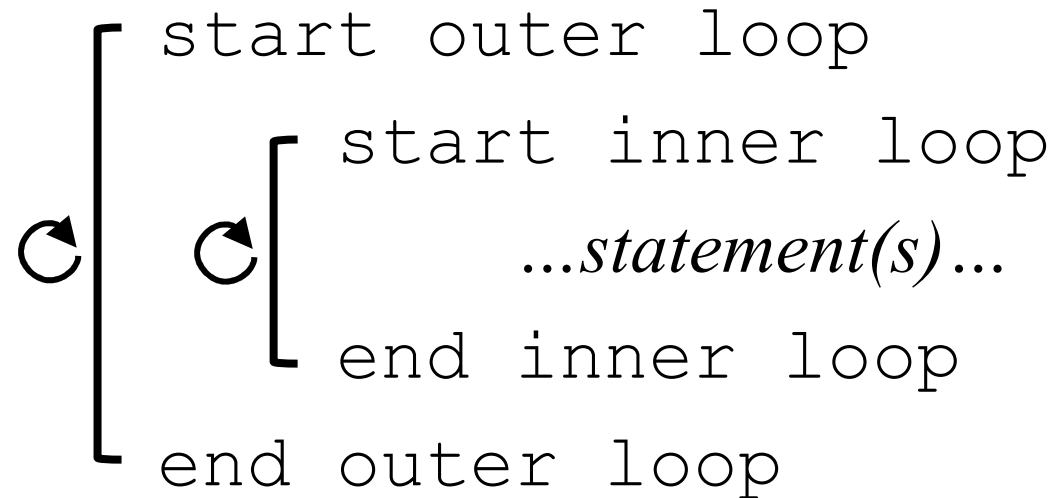 start outer loop
start inner loop
...statement(s)...
end inner loop
end outer loop